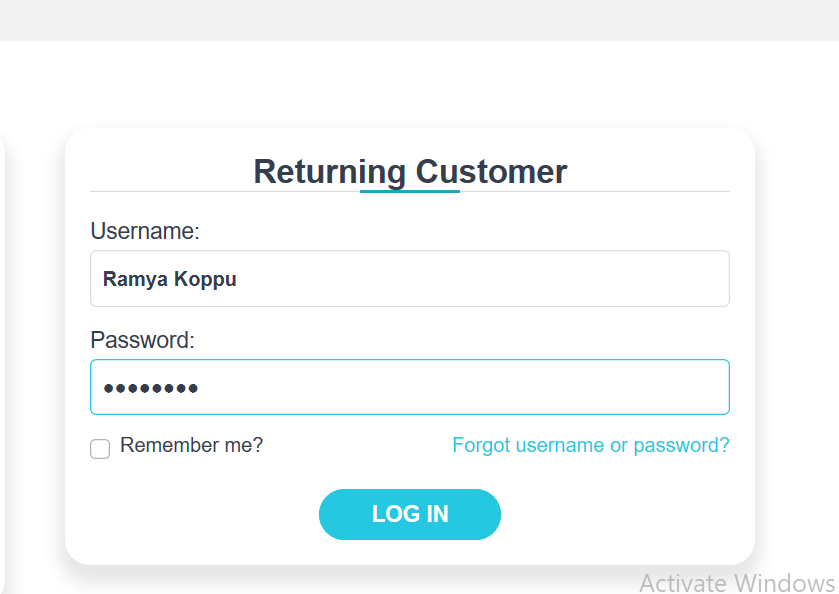 Returning Customer
Username:
Ramya Koppu
Password:
••••••••
Remember me?
Forgot username or password?
LOG IN
Activate Windows